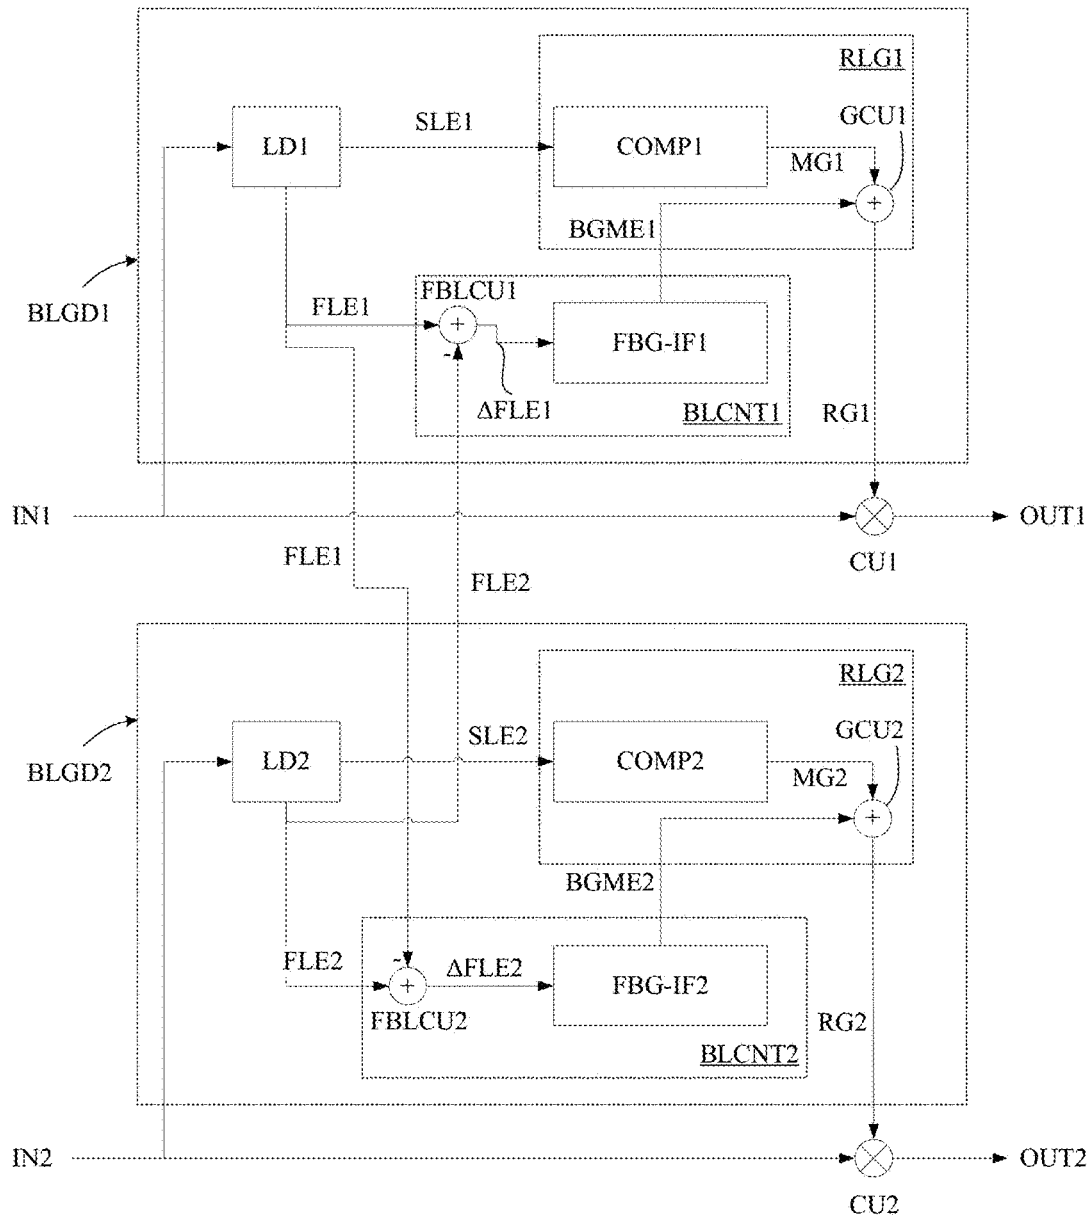 RLG1
GCU1
SLE1
LD1
COMP1
MG1
BGME1
BLGD1
FBLCU1
FLE1
+
+
FBG-IF1
-
ΔFLE1
BLCNT1
RG1
IN1
OUT1
CU1
FLE1
FLE2
RLG2
GCU2
SLE2
LD2
COMP2
MG2
BLGD2
+
BGME2
FLE2
-
ΔFLE2
+
FBG-IF2
FBLCU2
RG2
BLCNT2
IN2
OUT2
CU2